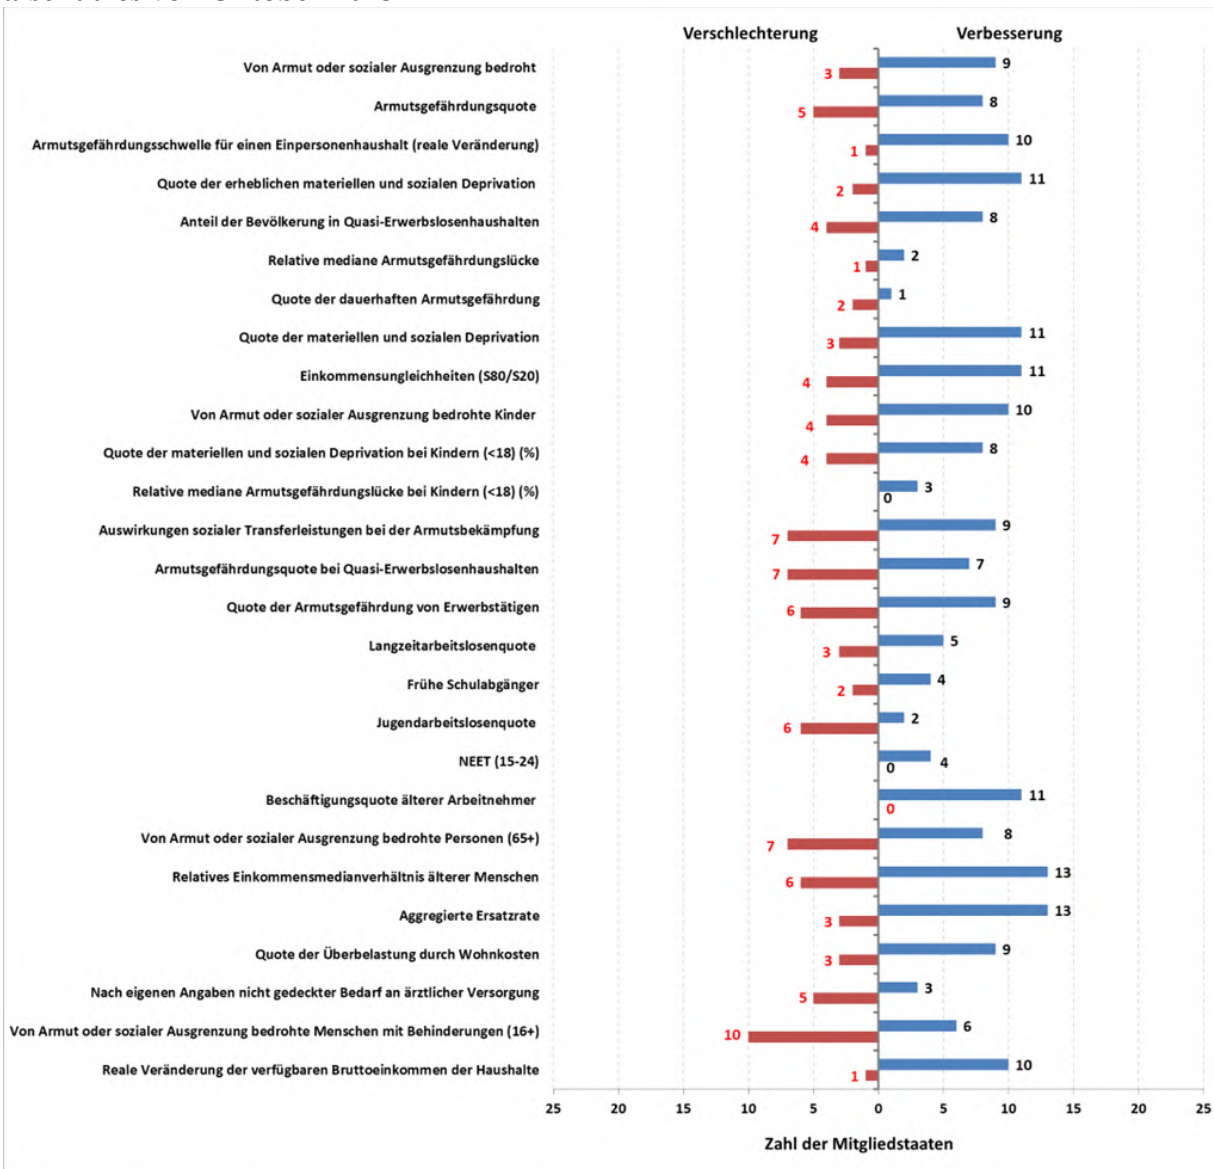 Verschlechterung Verbesserung
Von Armut oder sozialer Ausgrenzung bedroht 3 9
Armutsgefährdungsquote 5 8
Armutsgefährdungsschwelle für einen Einpersonenhaushalt (reale Veränderung) 1 10
Quote der erheblichen materiellen und sozialen Deprivation 2 11
Anteil der Bevölkerung in Quasi-Erwerbslosenhaushalten 4 8
Relative mediane Armutsgefährdungslücke 1 2
Quote der dauerhaften Armutsgefährdung 2 1
Quote der materiellen und sozialen Deprivation 3 11
Einkommensungleichheiten (S80/S20) 4 11
Von Armut oder sozialer Ausgrenzung bedrohte Kinder 4 10
Quote der materiellen und sozialen Deprivation bei Kindern (<18) (%) 4 8
Relative mediane Armutsgefährdungslücke bei Kindern (<18) (%) 0 3
Auswirkungen sozialer Transferleistungen bei der Armutsbekämpfung 7 9
Armutsgefährdungsquote bei Quasi-Erwerbslosenhaushalten 7 7
Quote der Armutsgefährdung von Erwerbstätigen 6 9
Langzeitarbeitslosenquote 3 5
Frühe Schulabgänger 2 4
Jugendarbeitslosenquote 6 2
NEET (15-24) 0 4
Beschäftigungsquote älterer Arbeitnehmer 0 11
Von Armut oder sozialer Ausgrenzung bedrohte Personen (65+) 7 8
Relatives Einkommensmedianverhältnis älterer Menschen 6 13
Aggregierte Ersatzrate 3 13
Quote der Überbelastung durch Wohnkosten 3 9
Nach eigenen Angaben nicht gedeckter Bedarf an ärztlicher Versorgung 5 3
Von Armut oder sozialer Ausgrenzung bedrohte Menschen mit Behinderungen (16+) 10 6
Reale Veränderung der verfügbaren Bruttoeinkommen der Haushalte 1 10
25 20 15 10 5 0 5 10 15 20 25
Zahl der Mitgliedstaaten